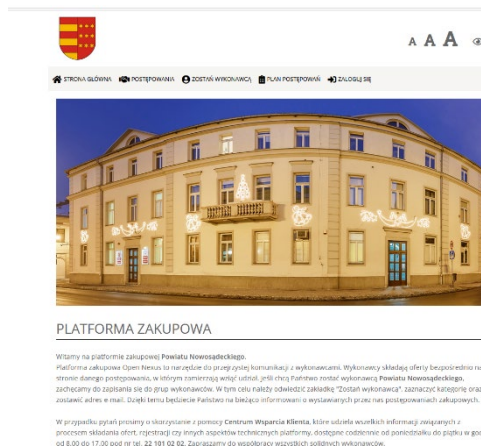 A A A
STRONA GŁÓWNA POSTĘPOWANIA ZOSTAŃ WYKONAWCĄ PLAN POSTĘPOWAŃ ZALOGUJ SIĘ
PLATFORMA ZAKUPOWA
Witamy na platformie zakupowej Powiatu Nowosądeckiego.
Platforma zakupowa Open Nexus to narzędzie do przejrzystej komunikacji z wykonawcami. Wykonawcy składają oferty bezpośrednio na
stronie danego postępowania, w którym zamierzają wziąć udział. Jeśli chcą Państwo zostać wykonawcą Powiatu Nowosądeckiego,
zachęcamy do zapisania się do grup wykonawców. W tym celu należy odwiedzić zakładkę "Zostań wykonawcą", zaznaczyć kategorię oraz
zostawić adres e mail. Dzięki temu będziecie Państwo na bieżąco informowani o wystawianych przez nas postępowaniach zakupowych.
W przypadku pytań prosimy o skorzystanie z pomocy Centrum Wsparcia Klienta, które udziela wszelkich informacji związanych z
procesem składania ofert, rejestracji czy innych aspektów technicznych platformy, dostępne codziennie od poniedziałku do piątku w god
od 8.00 do 17.00 pod nr tel. 22 101 02 02. Zapraszamy do współpracy wszystkich solidnych wykonawców.